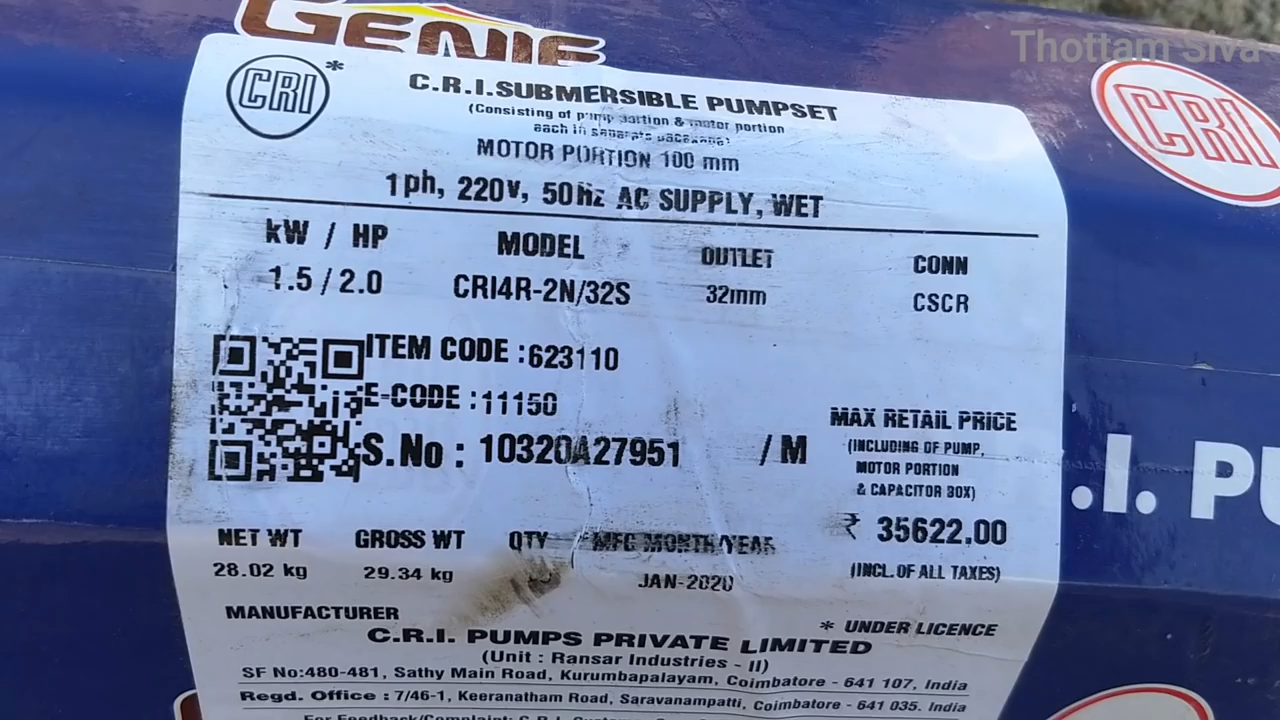 GENIE
Thottam Siva
CRI *
C.R.I.SUBMERSIBLE PUMPSET
(Consisting of pump portion & motor portion
each in separate packages)
MOTOR PORTION 100 mm
1ph, 220v, 50Hz AC SUPPLY, WET
CRI
kW / HP MODEL OUTLET CONN
1.5 / 2.0 CRI4R-2N/32S 32mm CSCR
ITEM CODE :623110
E-CODE :11150
S.No : 10320A27951 / M
MAX RETAIL PRICE
(INCLUDING OF PUMP,
MOTOR PORTION
& CAPACITOR BOX)
₹ 35622.00
(INCL.OF ALL TAXES)
.I. PU
NET WT GROSS WT QTY MFG MONTH/YEAR
28.02 kg 29.34 kg JAN-2020
MANUFACTURER
* UNDER LICENCE
C.R.I. PUMPS PRIVATE LIMITED
(Unit : Ransar Industries - II)
SF No:480-481, Sathy Main Road, Kurumbapalayam, Coimbatore - 641 107, India
Regd. Office : 7/46-1, Keeranatham Road, Saravanampatti, Coimbatore - 641 035. India
For Feedback/Complaint: C.R.I.